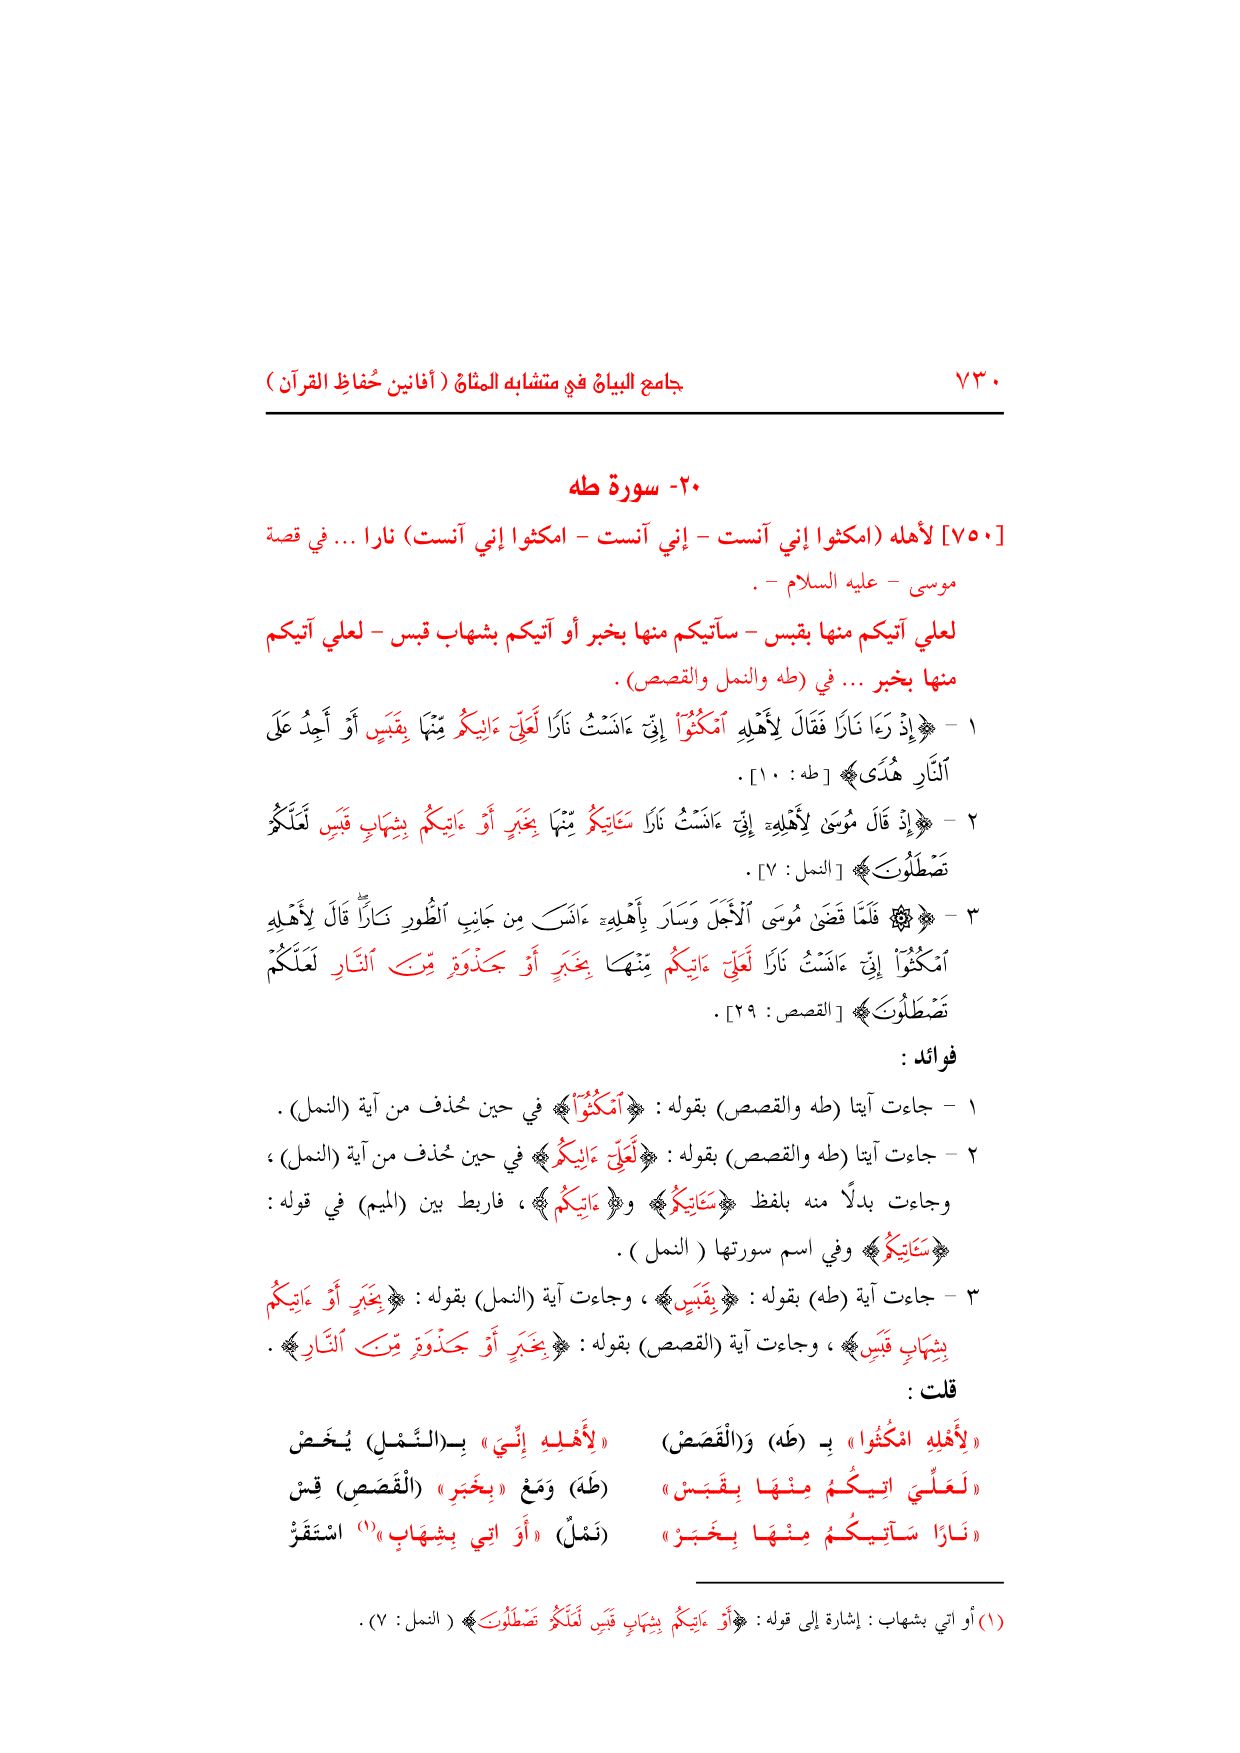 ٧٣٠
جامع البيان في متشابه المثان ( أفانين حُفاظِ القرآن )
٢٠- سورة طه
[٧٥٠] لأهله (امكثوا إني آنست – إني آنست – امكثوا إني آنست) نارا ... في قصة
موسى – عليه السلام – .
لعلي آتيكم منها بقبس – سآتيكم منها بخبر أو آتيكم بشهاب قبس – لعلي آتيكم
منها بخبر ... في (طه والنمل والقصص) .
١ – ﴿إِذْ رَءَا نَارًا فَقَالَ لِأَهْلِهِ ٱمْكُثُوٓا۟ إِنِّىٓ ءَانَسْتُ نَارًا لَّعَلِّىٓ ءَاتِيكُم مِّنْهَا بِقَبَسٍ أَوْ أَجِدُ عَلَى
ٱلنَّارِ هُدًى﴾ [طه : ١٠] .
٢ – ﴿إِذْ قَالَ مُوسَىٰ لِأَهْلِهِۦٓ إِنِّىٓ ءَانَسْتُ نَارًا سَـَٔاتِيكُم مِّنْهَا بِخَبَرٍ أَوْ ءَاتِيكُم بِشِهَابٍ قَبَسٍ لَّعَلَّكُمْ
تَصْطَلُونَ﴾ [النمل : ٧] .
٣ – ﴿۞ فَلَمَّا قَضَىٰ مُوسَى ٱلْأَجَلَ وَسَارَ بِأَهْلِهِۦٓ ءَانَسَ مِن جَانِبِ ٱلطُّورِ نَارًا ۖ قَالَ لِأَهْلِهِ
ٱمْكُثُوٓا۟ إِنِّىٓ ءَانَسْتُ نَارًا لَّعَلِّىٓ ءَاتِيكُم مِّنْهَا بِخَبَرٍ أَوْ جَذْوَةٍ مِّنَ ٱلنَّارِ لَعَلَّكُمْ
تَصْطَلُونَ﴾ [القصص : ٢٩] .
فوائد :
١ – جاءت آيتا (طه والقصص) بقوله : ﴿ٱمْكُثُوٓا۟﴾ في حين حُذف من آية (النمل) .
٢ – جاءت آيتا (طه والقصص) بقوله : ﴿لَّعَلِّىٓ ءَاتِيكُم﴾ في حين حُذف من آية (النمل) ،
وجاءت بدلًا منه بلفظ ﴿سَـَٔاتِيكُم﴾ و﴿ءَاتِيكُم﴾ ، فاربط بين (الميم) في قوله :
﴿سَـَٔاتِيكُم﴾ وفي اسم سورتها ( النمل ) .
٣ – جاءت آية (طه) بقوله : ﴿بِقَبَسٍ﴾ ، وجاءت آية (النمل) بقوله : ﴿بِخَبَرٍ أَوْ ءَاتِيكُم
بِشِهَابٍ قَبَسٍ﴾ ، وجاءت آية (القصص) بقوله : ﴿بِخَبَرٍ أَوْ جَذْوَةٍ مِّنَ ٱلنَّارِ﴾ .
قلت :
«لِأَهْلِهِ امْكُثُوا» بِـ (طَه) وَ(الْقَصَصْ) «لِأَهْلِهِ إِنِّيَ» بِـ(النَّمْلِ) يُخَصْ
«لَعَلِّيَ اتِيكُمُ مِنْهَا بِقَبَسْ» (طَهَ) وَمَعْ «بِخَبَرِ» (الْقَصَصِ) قِسْ
«نَارًا سَآتِيكُمُ مِنْهَا بِخَبَرْ» (نَمْلٌ) «أَوَ اتِي بِشِهَابٍ»(١) اسْتَقَرّْ
(١) أو اتي بشهاب : إشارة إلى قوله : ﴿أَوْ ءَاتِيكُم بِشِهَابٍ قَبَسٍ لَّعَلَّكُمْ تَصْطَلُونَ﴾ ( النمل : ٧) .